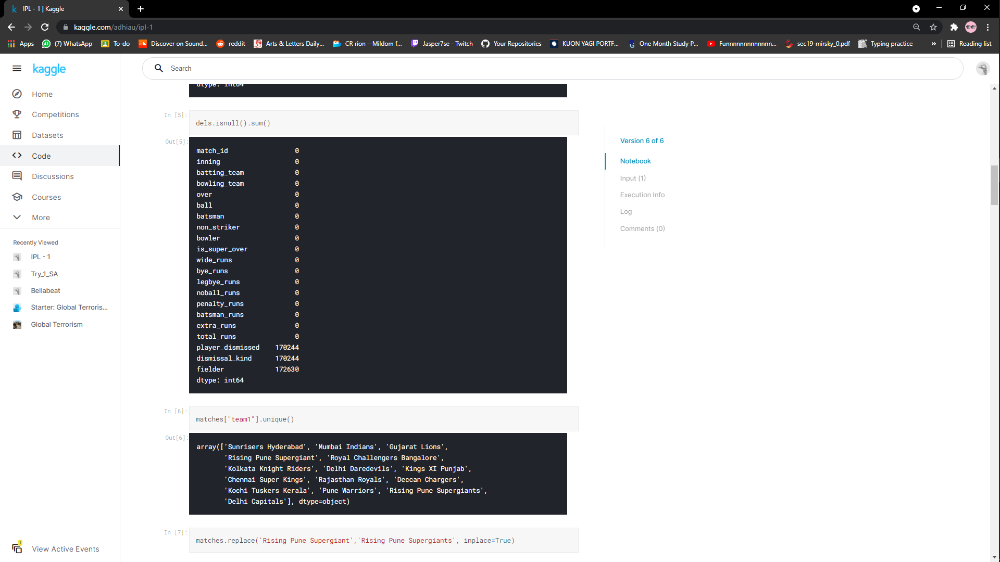 IPL - 1 | Kaggle
kaggle.com/adhiau/ipl-1
Apps (7) WhatsApp To-do Discover on Sound... reddit Arts & Letters Daily... CR rion --Mildom f... Jasper7se - Twitch Your Repositories KUON YAGI PORTF... One Month Study P... Funnnnnnnnnnnnn... sec19-mirsky_0.pdf Typing practice » Reading list
kaggle
Search
Home
Competitions
Datasets
Code
Discussions
Courses
More
Recently Viewed
IPL - 1
Try_1_SA
Bellabeat
Starter: Global Terroris...
Global Terrorism
1
View Active Events
dtype: int64
In [5]:
dels.isnull().sum()
Out[5]:
match_id 0
inning 0
batting_team 0
bowling_team 0
over 0
ball 0
batsman 0
non_striker 0
bowler 0
is_super_over 0
wide_runs 0
bye_runs 0
legbye_runs 0
noball_runs 0
penalty_runs 0
batsman_runs 0
extra_runs 0
total_runs 0
player_dismissed 170244
dismissal_kind 170244
fielder 172630
dtype: int64
In [6]:
matches["team1"].unique()
Out[6]:
array(['Sunrisers Hyderabad', 'Mumbai Indians', 'Gujarat Lions',
'Rising Pune Supergiant', 'Royal Challengers Bangalore',
'Kolkata Knight Riders', 'Delhi Daredevils', 'Kings XI Punjab',
'Chennai Super Kings', 'Rajasthan Royals', 'Deccan Chargers',
'Kochi Tuskers Kerala', 'Pune Warriors', 'Rising Pune Supergiants',
'Delhi Capitals'], dtype=object)
In [7]:
matches.replace('Rising Pune Supergiant','Rising Pune Supergiants', inplace=True)
Version 6 of 6
Notebook
Input (1)
Execution Info
Log
Comments (0)